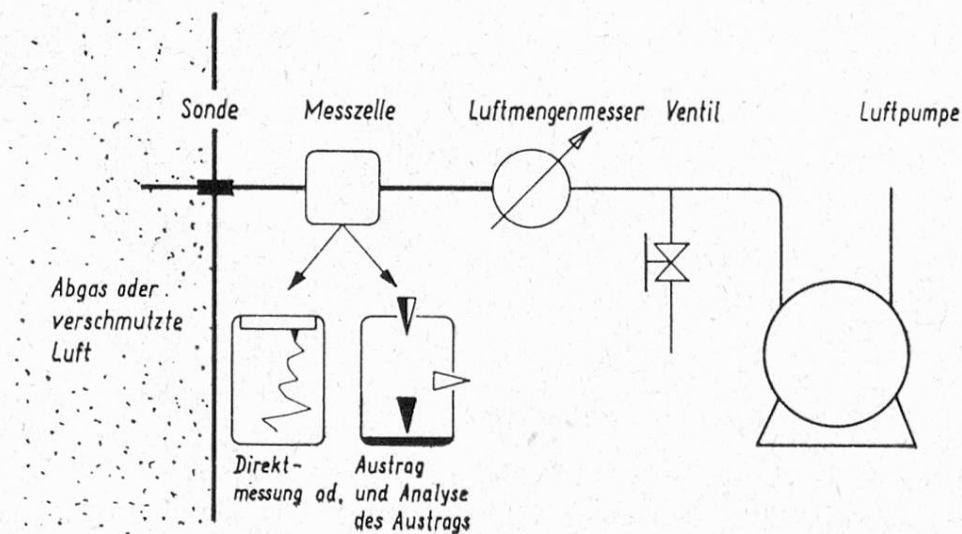 Sonde
Messzelle
Luftmengenmesser
Ventil
Luftpumpe
Abgas oder
verschmutzte
Luft
Direkt-
messung od,
Austrag
und Analyse
des Austrags